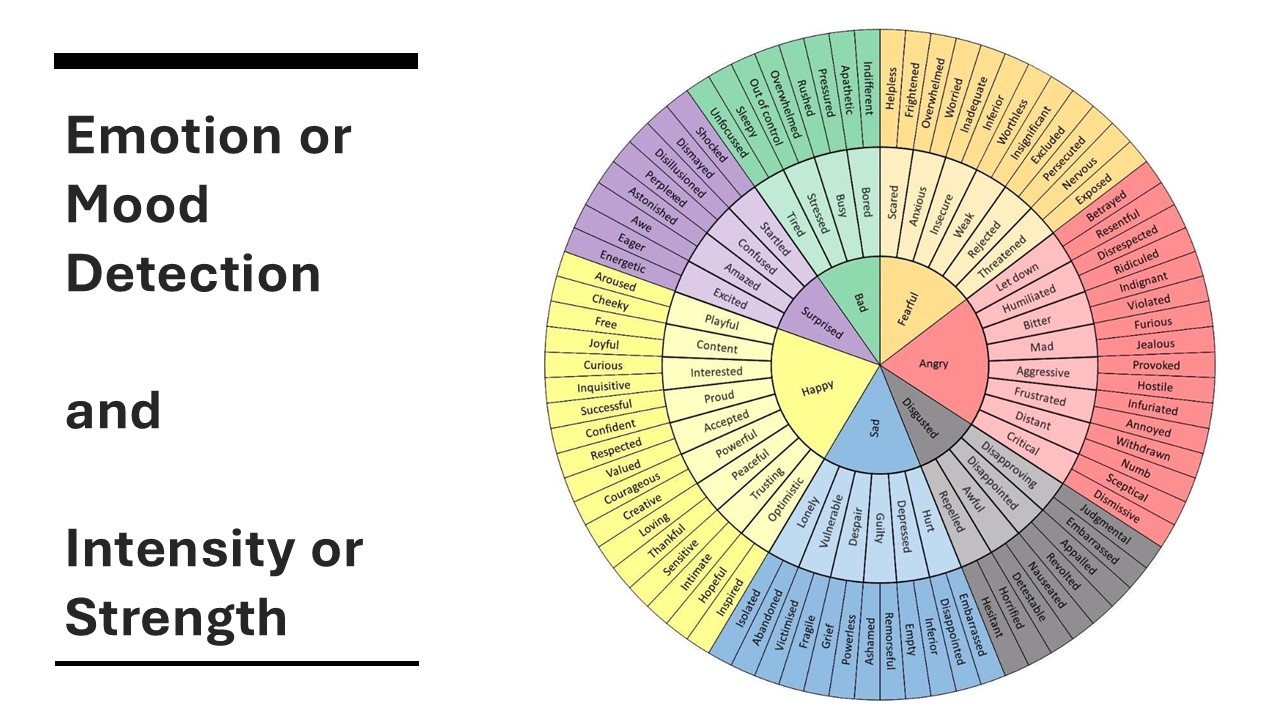 Emotion or
Mood
Detection
and
Intensity or
Strength
Fearful
Angry
Disgusted
Sad
Happy
Surprised
Bad
Scared
Anxious
Insecure
Weak
Rejected
Threatened
Let down
Humiliated
Bitter
Mad
Aggressive
Frustrated
Distant
Critical
Disapproving
Disappointed
Awful
Repelled
Hurt
Depressed
Guilty
Despair
Vulnerable
Lonely
Optimistic
Trusting
Peaceful
Powerful
Accepted
Proud
Interested
Content
Playful
Excited
Amazed
Confused
Startled
Tired
Stressed
Busy
Bored
Helpless
Frightened
Overwhelmed
Worried
Inadequate
Inferior
Worthless
Insignificant
Excluded
Persecuted
Nervous
Exposed
Betrayed
Resentful
Disrespected
Ridiculed
Indignant
Violated
Furious
Jealous
Provoked
Hostile
Infuriated
Annoyed
Withdrawn
Numb
Sceptical
Dismissive
Judgmental
Embarrassed
Appalled
Revolted
Nauseated
Detestable
Horrified
Hesitant
Embarrassed
Disappointed
Inferior
Empty
Remorseful
Ashamed
Powerless
Grief
Fragile
Victimised
Abandoned
Isolated
Inspired
Hopeful
Intimate
Sensitive
Thankful
Loving
Creative
Courageous
Valued
Respected
Confident
Successful
Inquisitive
Curious
Joyful
Free
Cheeky
Aroused
Energetic
Eager
Awe
Astonished
Perplexed
Disillusioned
Dismayed
Shocked
Unfocussed
Sleepy
Out of control
Overwhelmed
Rushed
Pressured
Apathetic
Indifferent